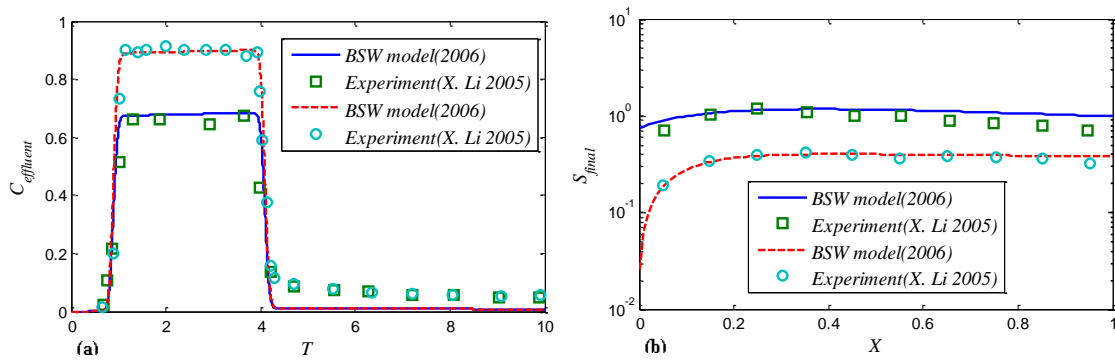 1
0.8
0.6
0.4
0.2
0
0 2 4 6 8 10
C_effluent
T
(a)
BSW model(2006)
Experiment(X. Li 2005)
BSW model(2006)
Experiment(X. Li 2005)
10^1
10^0
10^-1
10^-2
0 0.2 0.4 0.6 0.8 1
S_final
X
(b)
BSW model(2006)
Experiment(X. Li 2005)
BSW model(2006)
Experiment(X. Li 2005)